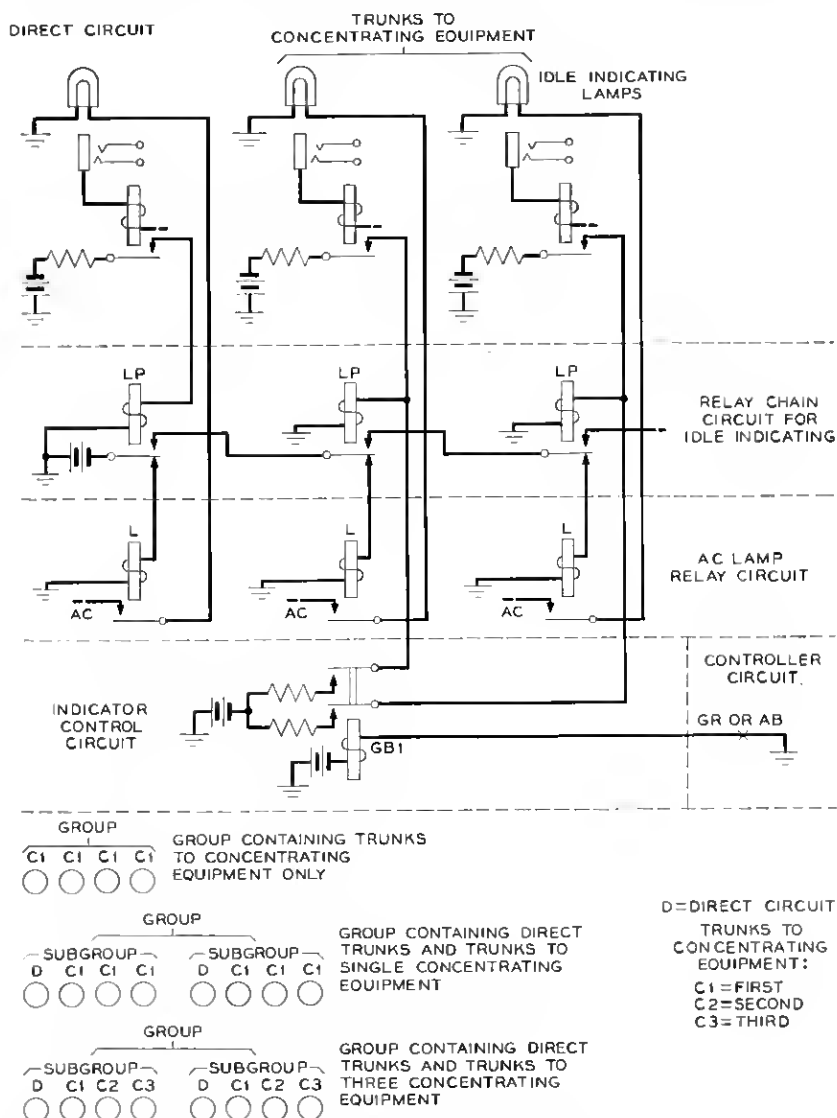 DIRECT CIRCUIT
TRUNKS TO
CONCENTRATING EQUIPMENT
IDLE INDICATING
LAMPS
LP
LP
LP
RELAY CHAIN
CIRCUIT FOR
IDLE INDICATING
L
L
L
AC
AC
AC
AC LAMP
RELAY CIRCUIT
INDICATOR
CONTROL
CIRCUIT
GB1
CONTROLLER
CIRCUIT.
GR OR AB
GROUP
C1 C1 C1 C1
GROUP CONTAINING TRUNKS
TO CONCENTRATING
EQUIPMENT ONLY
GROUP
SUBGROUP SUBGROUP
D C1 C1 C1 D C1 C1 C1
GROUP CONTAINING DIRECT
TRUNKS AND TRUNKS TO
SINGLE CONCENTRATING
EQUIPMENT
GROUP
SUBGROUP SUBGROUP
D C1 C2 C3 D C1 C2 C3
GROUP CONTAINING DIRECT
TRUNKS AND TRUNKS TO
THREE CONCENTRATING
EQUIPMENT
D=DIRECT CIRCUIT
TRUNKS TO
CONCENTRATING
EQUIPMENT:
C1=FIRST
C2=SECOND
C3=THIRD